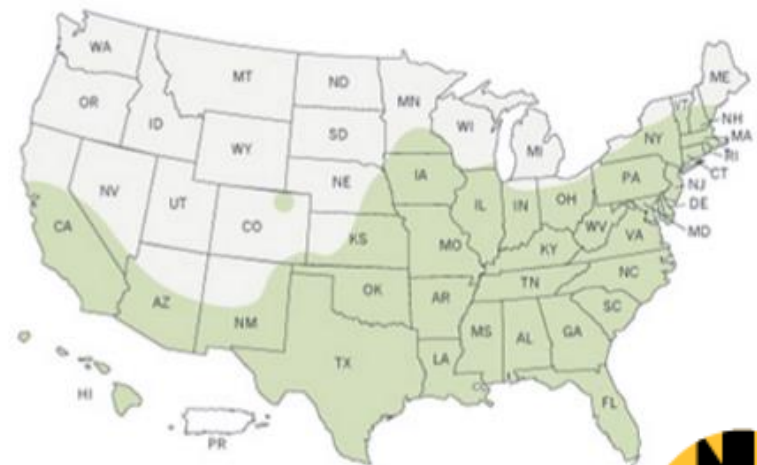 WA
MT
ND
MN
ME
VT
NH
MA
RI
CT
NJ
DE
MD
OR
ID
WY
SD
WI
MI
NY
PA
NE
IA
NV
UT
CO
KS
IL
IN
OH
WV
VA
CA
MO
KY
NC
AZ
NM
OK
AR
TN
SC
MS
AL
GA
TX
LA
FL
HI
PR